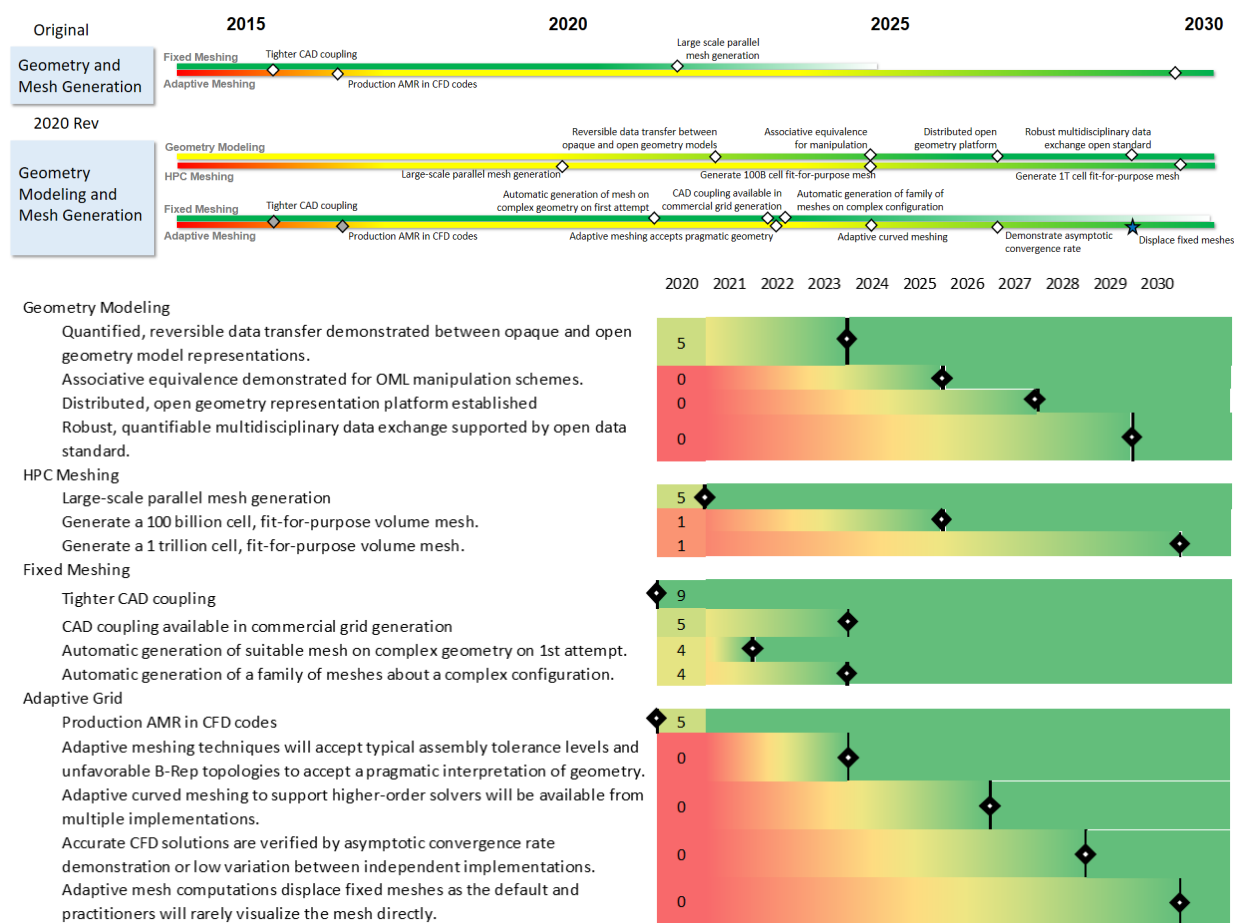 Original
2015 2020 2025 2030
Geometry and
Mesh Generation
Fixed Meshing
Adaptive Meshing
Tighter CAD coupling
Production AMR in CFD codes
Large scale parallel
mesh generation
2020 Rev
Geometry
Modeling and
Mesh Generation
Geometry Modeling
HPC Meshing
Reversible data transfer between
opaque and open geometry models
Associative equivalence
for manipulation
Distributed open
geometry platform
Robust multidisciplinary data
exchange open standard
Large-scale parallel mesh generation
Generate 100B cell fit-for-purpose mesh
Generate 1T cell fit-for-purpose mesh
Fixed Meshing
Adaptive Meshing
Tighter CAD coupling
Production AMR in CFD codes
Automatic generation of mesh on
complex geometry on first attempt
CAD coupling available in
commercial grid generation
Automatic generation of family of
meshes on complex configuration
Adaptive meshing accepts pragmatic geometry
Adaptive curved meshing
Demonstrate asymptotic
convergence rate
Displace fixed meshes
2020 2021 2022 2023 2024 2025 2026 2027 2028 2029 2030
Geometry Modeling
Quantified, reversible data transfer demonstrated between opaque and open
geometry model representations.
5
Associative equivalence demonstrated for OML manipulation schemes.
0
Distributed, open geometry representation platform established
0
Robust, quantifiable multidisciplinary data exchange supported by open data
standard.
0
HPC Meshing
Large-scale parallel mesh generation
5
Generate a 100 billion cell, fit-for-purpose volume mesh.
1
Generate a 1 trillion cell, fit-for-purpose volume mesh.
1
Fixed Meshing
Tighter CAD coupling
9
CAD coupling available in commercial grid generation
5
Automatic generation of suitable mesh on complex geometry on 1st attempt.
4
Automatic generation of a family of meshes about a complex configuration.
4
Adaptive Grid
Production AMR in CFD codes
5
Adaptive meshing techniques will accept typical assembly tolerance levels and
unfavorable B-Rep topologies to accept a pragmatic interpretation of geometry.
0
Adaptive curved meshing to support higher-order solvers will be available from
multiple implementations.
0
Accurate CFD solutions are verified by asymptotic convergence rate
demonstration or low variation between independent implementations.
0
Adaptive mesh computations displace fixed meshes as the default and
practitioners will rarely visualize the mesh directly.
0